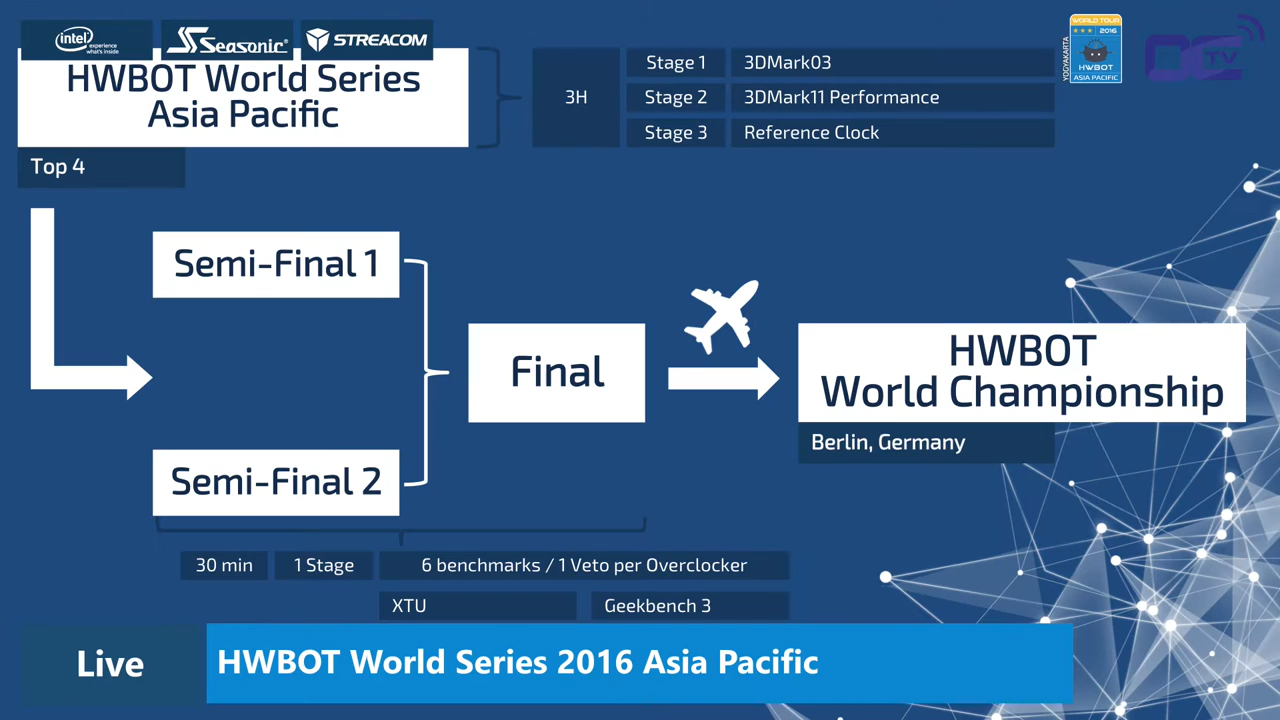 intel experience what's inside
Seasonic
STREACOM
HWBOT World Series
Asia Pacific
Top 4
3H
Stage 1
3DMark03
Stage 2
3DMark11 Performance
Stage 3
Reference Clock
YOGYAKARTA
WORLD TOUR
2016
HWBOT
ASIA PACIFIC
OC TV
Semi-Final 1
Semi-Final 2
Final
HWBOT
World Championship
Berlin, Germany
30 min
1 Stage
6 benchmarks / 1 Veto per Overclocker
XTU
Geekbench 3
Live
HWBOT World Series 2016 Asia Pacific